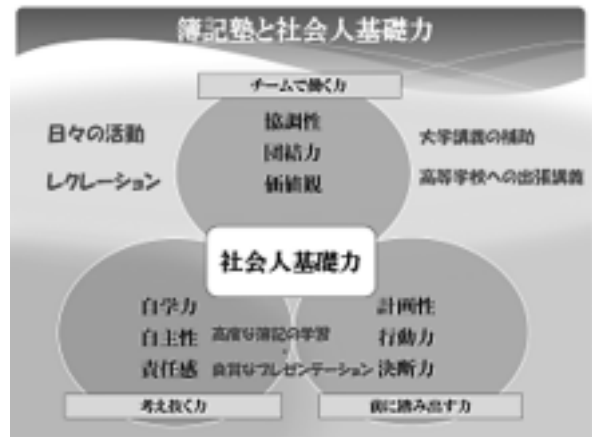 簿記塾と社会人基礎力
チームで働く力
協調性
団結力
価値観
日々の活動
レクレーション
大学講義の補助
高等学校への出張講義
社会人基礎力
自学力
自主性
責任感
高度な簿記の学習
・
良質なプレゼンテーション
計画性
行動力
決断力
考え抜く力
前に踏み出す力